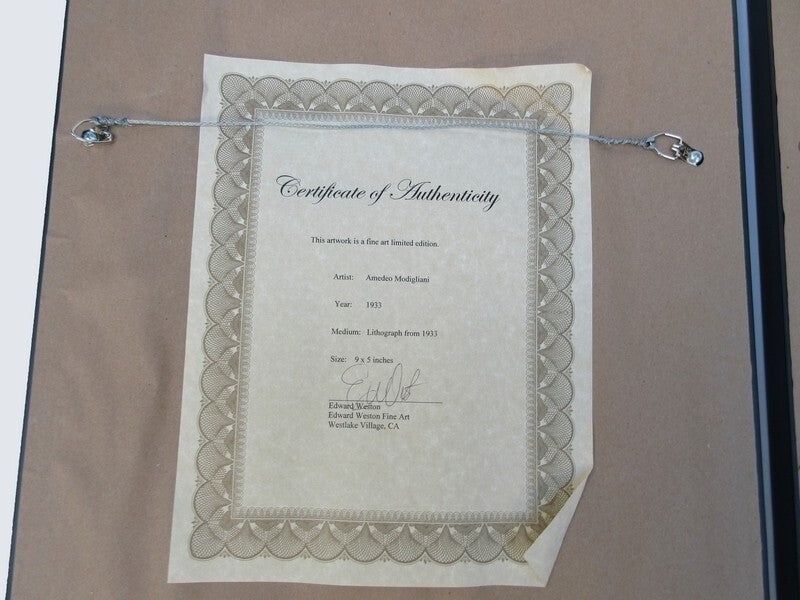 Certificate of Authenticity
This artwork is a fine art limited edition.
Artist: Amedeo Modigliani
Year: 1933
Medium: Lithograph from 1933
Size: 9 x 5 inches
Edward Weston
Edward Weston Fine Art
Westlake Village, CA